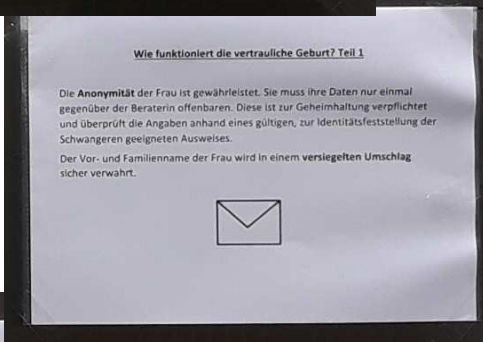 Wie funktioniert die vertrauliche Geburt? Teil 1
Die Anonymität der Frau ist gewährleistet. Sie muss ihre Daten nur einmal
gegenüber der Beraterin offenbaren. Diese ist zur Geheimhaltung verpflichtet
und überprüft die Angaben anhand eines gültigen, zur Identitätsfeststellung der
Schwangeren geeigneten Ausweises.
Der Vor- und Familienname der Frau wird in einem versiegelten Umschlag
sicher verwahrt.